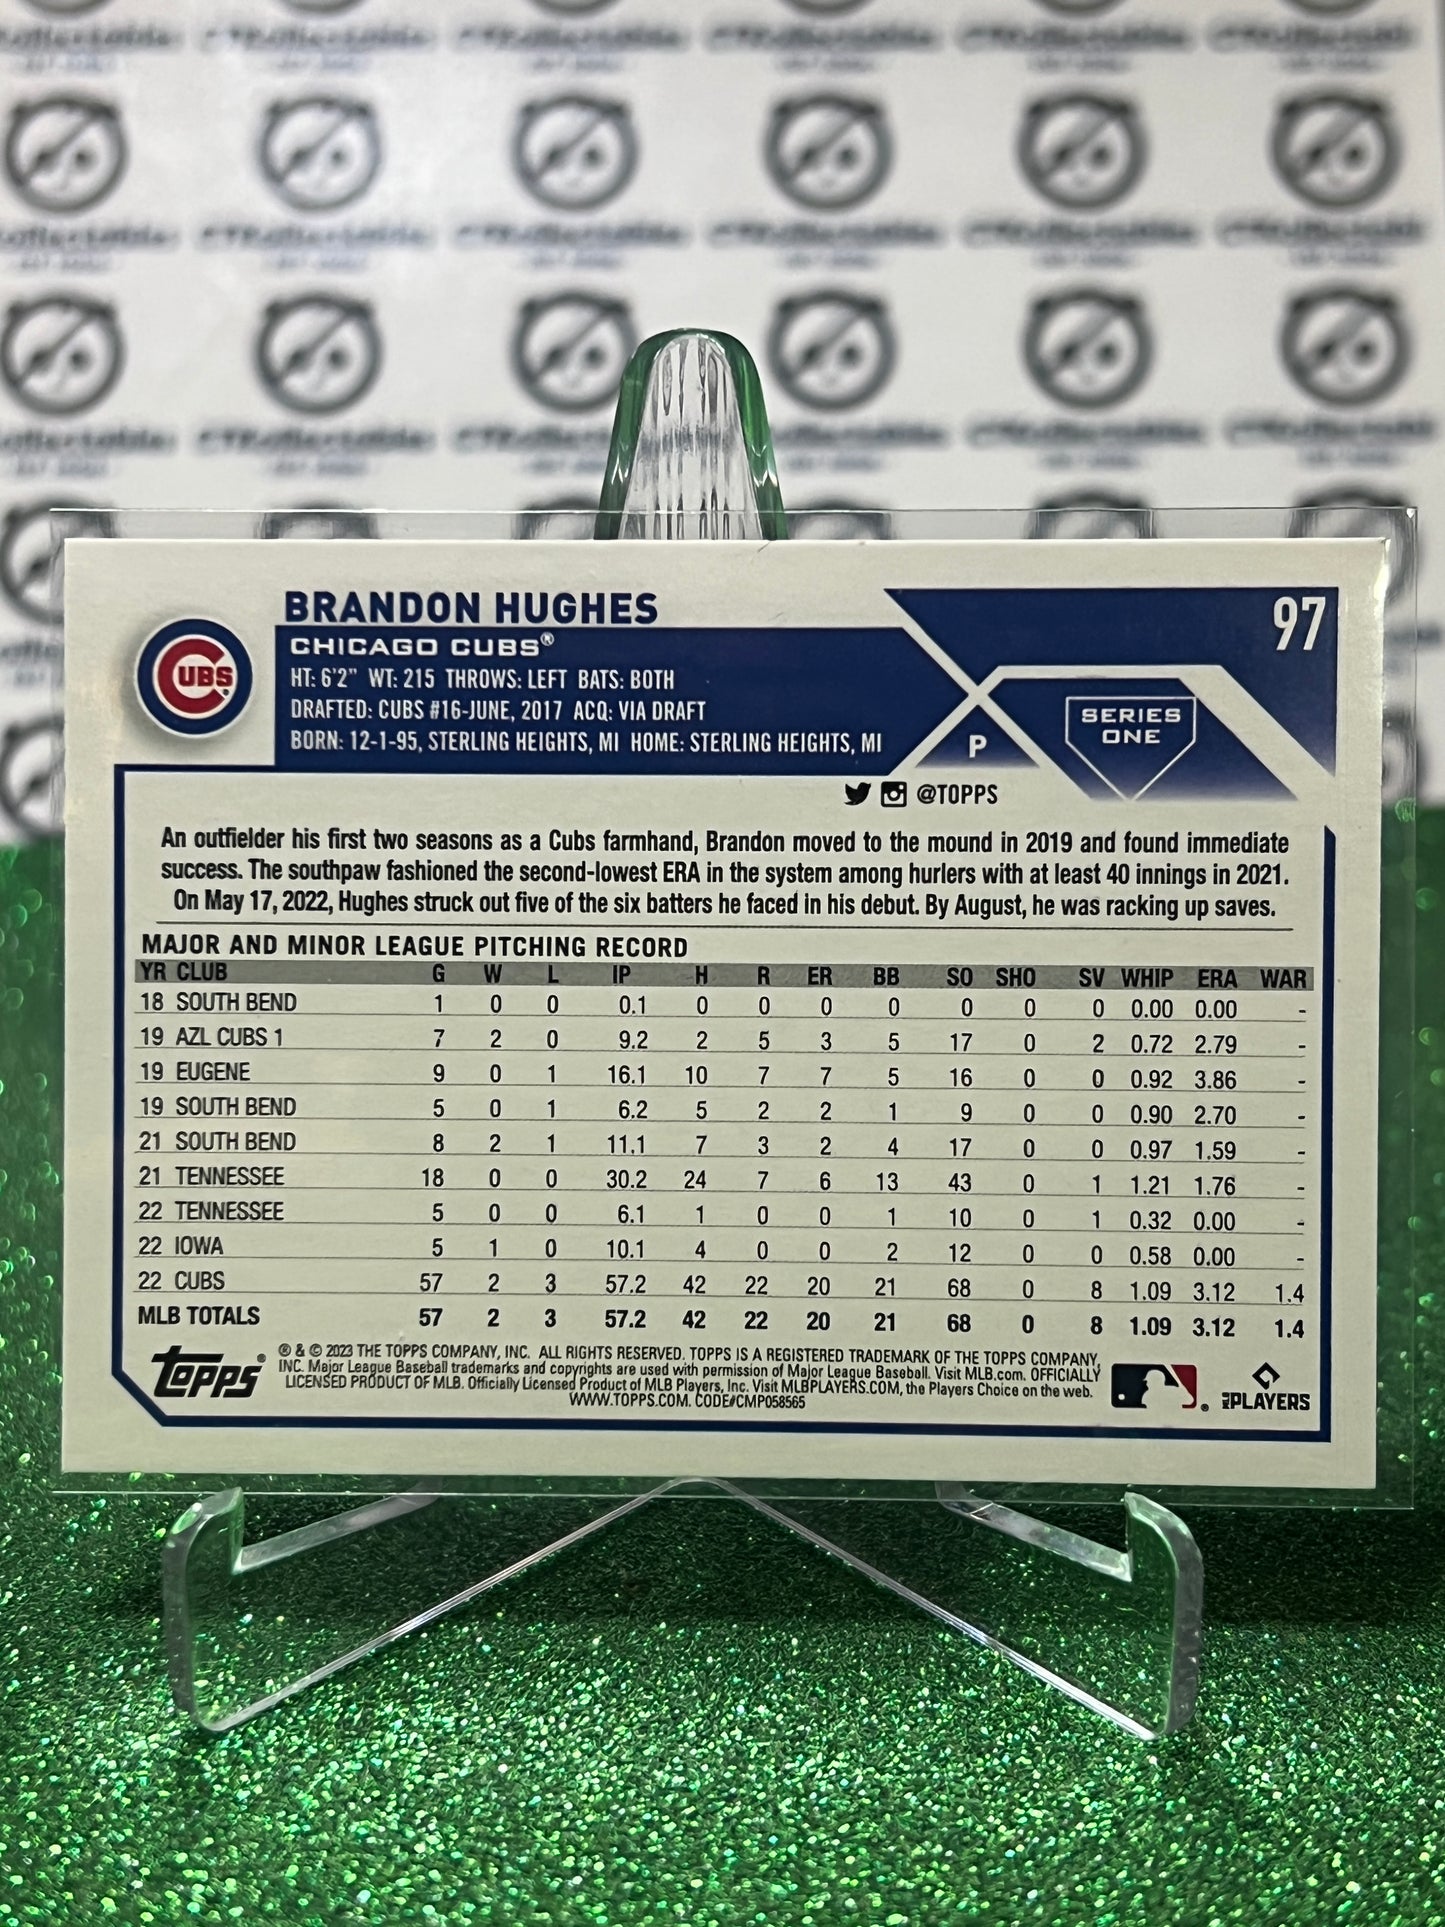 BRANDON HUGHES
97
CUBS
CHICAGO CUBS®
HT: 6'2" WT: 215 THROWS: LEFT BATS: BOTH
DRAFTED: CUBS #16-JUNE, 2017 ACQ: VIA DRAFT
BORN: 12-1-95, STERLING HEIGHTS, MI HOME: STERLING HEIGHTS, MI
P
SERIES
ONE
@TOPPS
An outfielder his first two seasons as a Cubs farmhand, Brandon moved to the mound in 2019 and found immediate
success. The southpaw fashioned the second-lowest ERA in the system among hurlers with at least 40 innings in 2021.
On May 17, 2022, Hughes struck out five of the six batters he faced in his debut. By August, he was racking up saves.
MAJOR AND MINOR LEAGUE PITCHING RECORD
YR CLUB G W L IP H R ER BB SO SHO SV WHIP ERA WAR
18 SOUTH BEND 1 0 0 0.1 0 0 0 0 0 0 0 0.00 0.00 -
19 AZL CUBS 1 7 2 0 9.2 2 5 3 5 17 0 2 0.72 2.79 -
19 EUGENE 9 0 1 16.1 10 7 7 5 16 0 0 0.92 3.86 -
19 SOUTH BEND 5 0 1 6.2 5 2 2 1 9 0 0 0.90 2.70 -
21 SOUTH BEND 8 2 1 11.1 7 3 2 4 17 0 0 0.97 1.59 -
21 TENNESSEE 18 0 0 30.2 24 7 6 13 43 0 1 1.21 1.76 -
22 TENNESSEE 5 0 0 6.1 1 0 0 1 10 0 1 0.32 0.00 -
22 IOWA 5 1 0 10.1 4 0 0 2 12 0 0 0.58 0.00 -
22 CUBS 57 2 3 57.2 42 22 20 21 68 0 8 1.09 3.12 1.4
MLB TOTALS 57 2 3 57.2 42 22 20 21 68 0 8 1.09 3.12 1.4
TOPPS®
® & © 2023 THE TOPPS COMPANY, INC. ALL RIGHTS RESERVED. TOPPS IS A REGISTERED TRADEMARK OF THE TOPPS COMPANY,
INC. Major League Baseball trademarks and copyrights are used with permission of Major League Baseball. Visit MLB.com. OFFICIALLY
LICENSED PRODUCT OF MLB. Officially Licensed Product of MLB Players, Inc. Visit MLBPLAYERS.COM, the Players Choice on the web.
WWW.TOPPS.COM. CODE#CMP058565
MLB PLAYERS